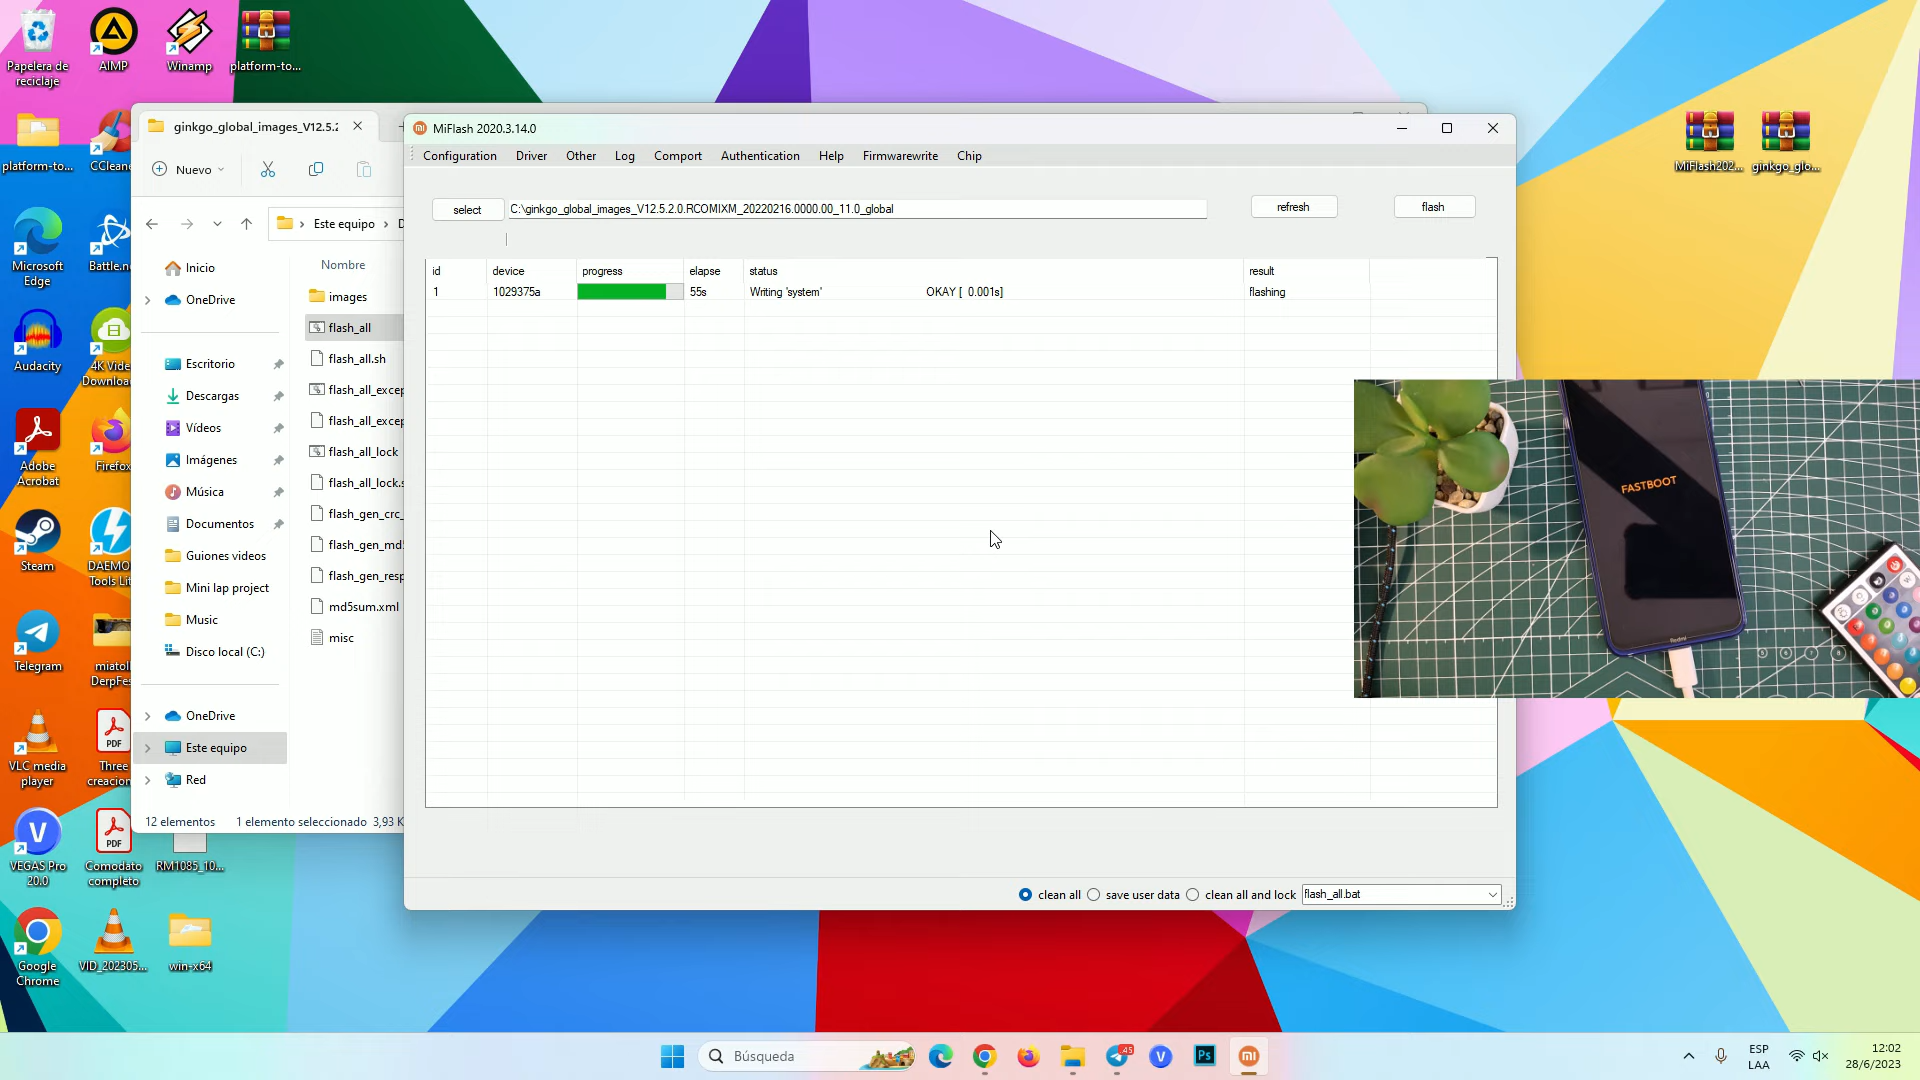 Papelera de
reciclaje
AIMP
Winamp
platform-to...
platform-to...
CCleane
Microsoft
Edge
Battle.ne
Audacity
4K Vide
Downloa
Adobe
Acrobat
Firefox
Steam
DAEMO
Tools Lit
Telegram
miatoll
DerpFes
VLC media
player
PDF
Three
creacion
VEGAS Pro
20.0
PDF
Comodato
completo
RM1085_10...
Google
Chrome
VID_202305...
win-x64
MiFlash202...
ginkgo_glo...
ginkgo_global_images_V12.5.2
Nuevo
Este equipo
Nombre
Inicio
OneDrive
Escritorio
Descargas
Vídeos
Imágenes
Música
Documentos
Guiones videos
Mini lap project
Music
Disco local (C:)
OneDrive
Este equipo
Red
images
flash_all
flash_all.sh
flash_all_excep
flash_all_excep
flash_all_lock
flash_all_lock.s
flash_gen_crc_
flash_gen_md5
flash_gen_resp
md5sum.xml
misc
12 elementos 1 elemento seleccionado 3,93 K
MiFlash 2020.3.14.0
Configuration Driver Other Log Comport Authentication Help Firmwarewrite Chip
select C:\ginkgo_global_images_V12.5.2.0.RCOMIXM_20220216.0000.00_11.0_global refresh flash
id device progress elapse status result
1 1029375a 55s Writing 'system' OKAY [ 0.001s] flashing
clean all save user data clean all and lock flash_all.bat
FASTBOOT
Redmi
Búsqueda
45
Ps
ESP
LAA
12:02
28/6/2023